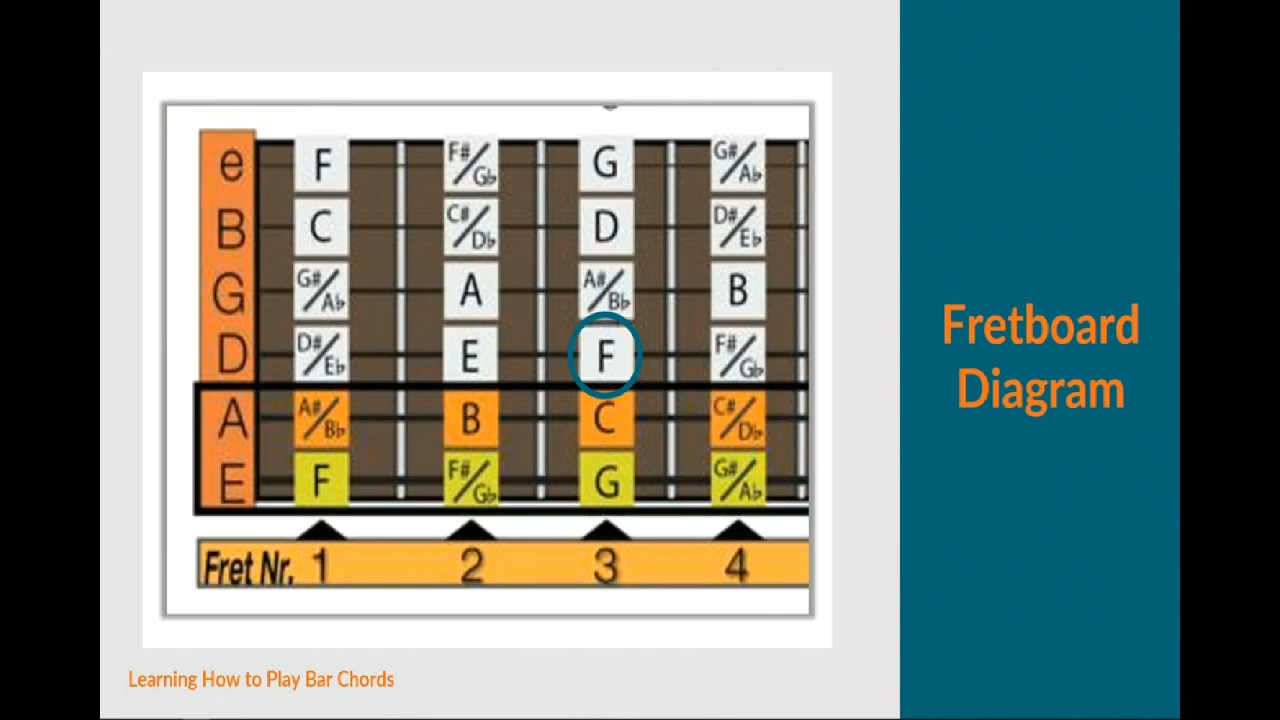 e F F#/Gb G G#/Ab
B C C#/Db D D#/Eb
G G#/Ab A A#/Bb B
D D#/Eb E F F#/Gb
A A#/Bb B C C#/Db
E F F#/Gb G G#/Ab
Fret Nr. 1 2 3 4
Fretboard
Diagram
Learning How to Play Bar Chords